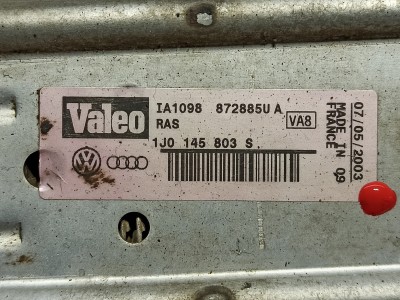 Valeo
IA1098 872885U A
RAS
VA8
1J0 145 803 S
07/05/2003
MADE IN 09
FRANCE